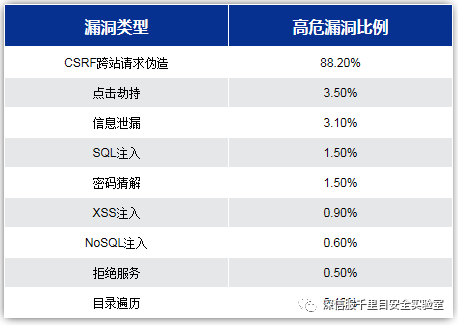 漏洞类型 高危漏洞比例
CSRF跨站请求伪造 88.20%
点击劫持 3.50%
信息泄漏 3.10%
SQL注入 1.50%
密码猜解 1.50%
XSS注入 0.90%
NoSQL注入 0.60%
拒绝服务 0.50%
目录遍历
深信服千里目安全实验室